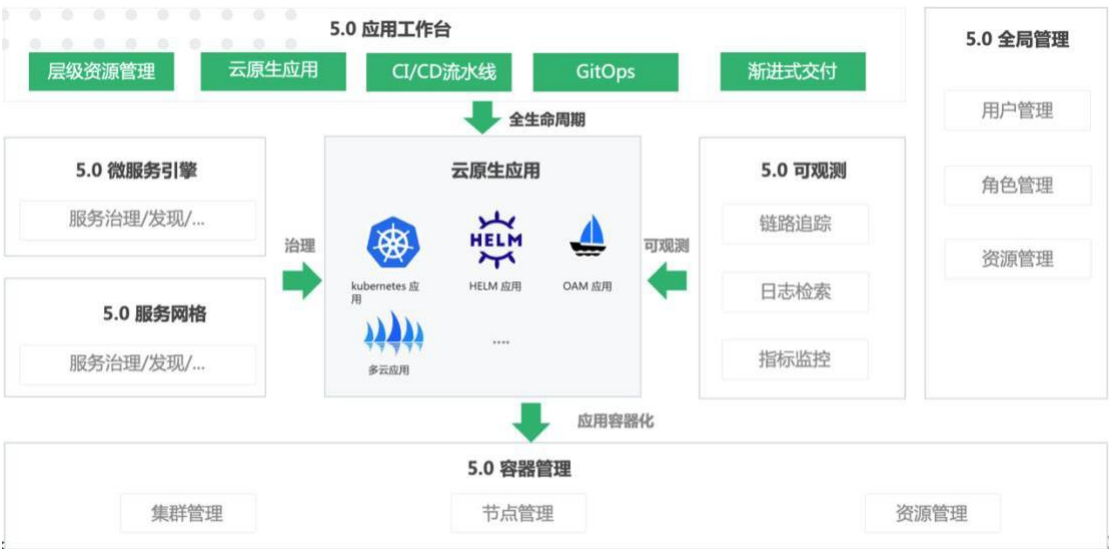 5.0 应用工作台
层级资源管理
云原生应用
CI/CD流水线
GitOps
渐进式交付
全生命周期
5.0 全局管理
用户管理
角色管理
资源管理
5.0 微服务引擎
服务治理/发现/...
5.0 服务网格
服务治理/发现/...
治理
云原生应用
kubernetes 应
用
HELM
HELM 应用
OAM 应用
多云应用
....
可观测
5.0 可观测
链路追踪
日志检索
指标监控
应用容器化
5.0 容器管理
集群管理
节点管理
资源管理